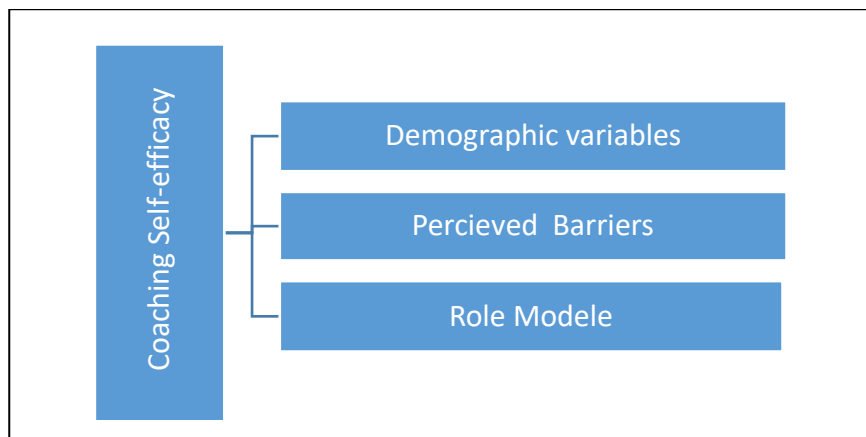 Coaching Self-efficacy
Demographic variables
Percieved  Barriers
Role Modele